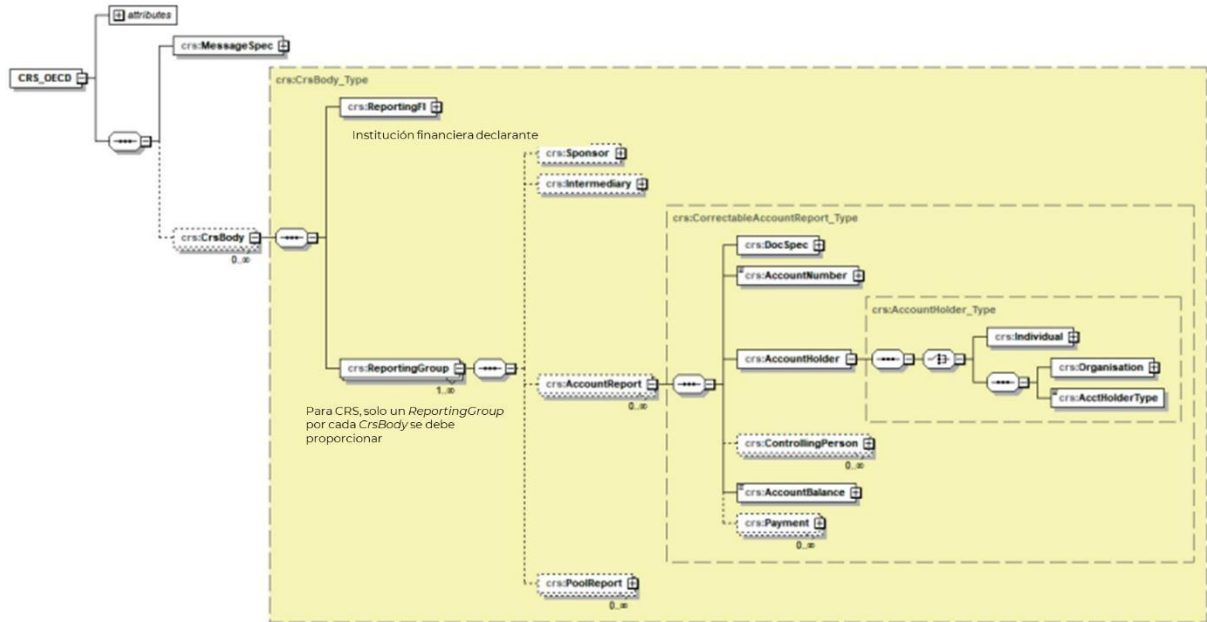 attributes
crs:MessageSpec
CRS_OECD
crs:CrsBody_Type
crs:ReportingFI
Institución financiera declarante
crs:Sponsor
crs:Intermediary
crs:CorrectableAccountReport_Type
crs:CrsBody
0..∞
crs:DocSpec
crs:AccountNumber
crs:AccountHolder_Type
crs:Individual
crs:ReportingGroup
1..∞
crs:AccountReport
0..∞
crs:AccountHolder
crs:Organisation
crs:AcctHolderType
Para CRS, solo un ReportingGroup
por cada CrsBody se debe
proporcionar
crs:ControllingPerson
0..∞
crs:AccountBalance
crs:Payment
0..∞
crs:PoolReport
0..∞